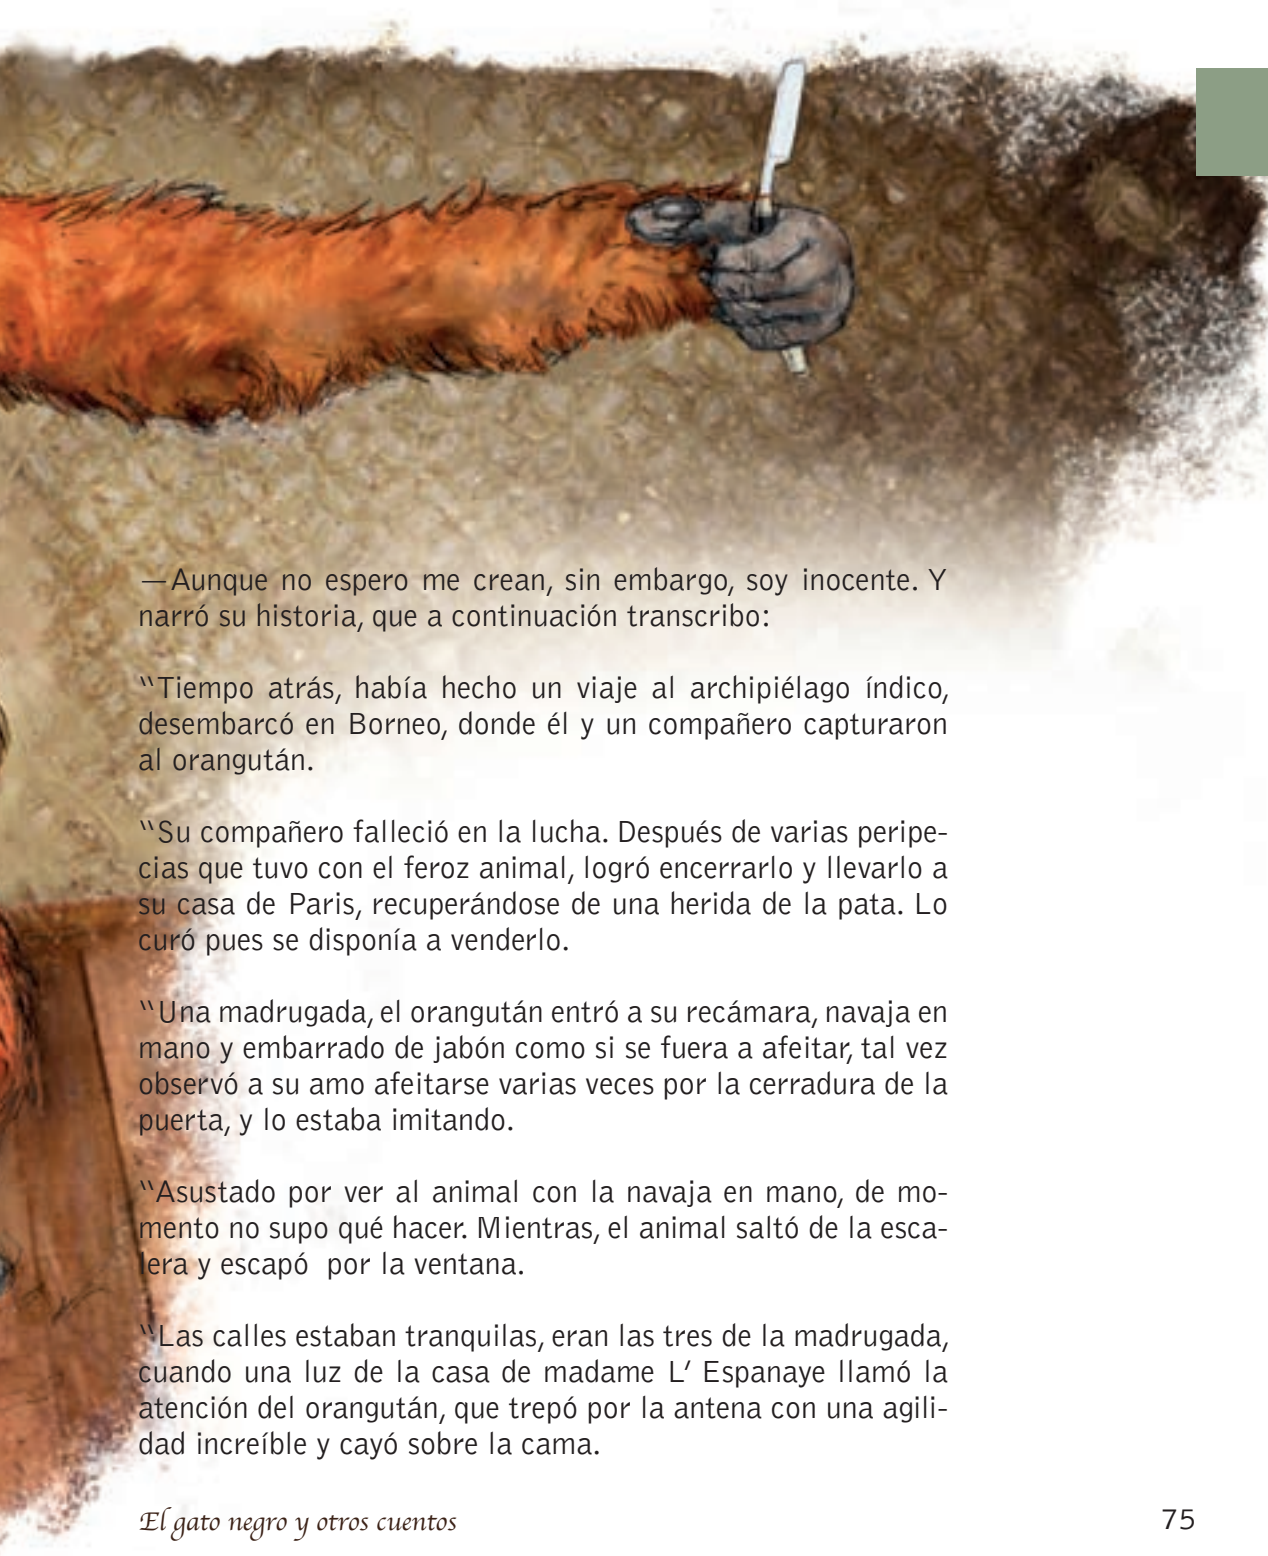 —Aunque no espero me crean, sin embargo, soy inocente. Y
narró su historia, que a continuación transcribo:
“Tiempo atrás, había hecho un viaje al archipiélago índico,
desembarcó en Borneo, donde él y un compañero capturaron
al orangután.
“Su compañero falleció en la lucha. Después de varias peripe-
cias que tuvo con el feroz animal, logró encerrarlo y llevarlo a
su casa de Paris, recuperándose de una herida de la pata. Lo
curó pues se disponía a venderlo.
“Una madrugada, el orangután entró a su recámara, navaja en
mano y embarrado de jabón como si se fuera a afeitar, tal vez
observó a su amo afeitarse varias veces por la cerradura de la
puerta, y lo estaba imitando.
“Asustado por ver al animal con la navaja en mano, de mo-
mento no supo qué hacer. Mientras, el animal saltó de la esca-
lera y escapó por la ventana.
“Las calles estaban tranquilas, eran las tres de la madrugada,
cuando una luz de la casa de madame L’ Espanaye llamó la
atención del orangután, que trepó por la antena con una agili-
dad increíble y cayó sobre la cama.
El gato negro y otros cuentos
75